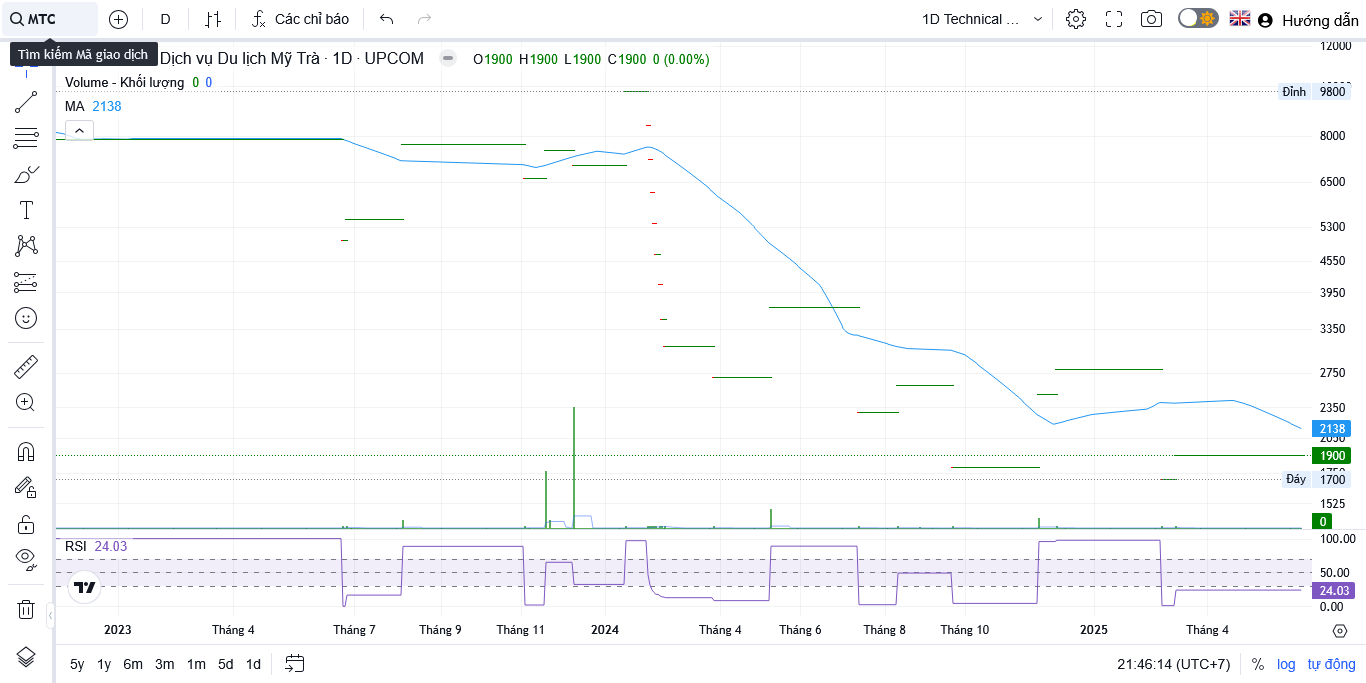 MTC
D
Các chỉ báo
1D Technical ...
Hướng dẫn
Tìm kiếm Mã giao dịch
Dịch vụ Du lịch Mỹ Trà · 1D · UPCOM
O1900 H1900 L1900 C1900 0 (0.00%)
Volume - Khối lượng 0 0
MA 2138
12000
Đỉnh 9800
8000
6500
5300
4550
3950
3350
2750
2350
2138
2050
1900
1750
Đáy 1700
1525
0
RSI 24.03
100.00
50.00
24.03
0.00
2023 Tháng 4 Tháng 7 Tháng 9 Tháng 11 2024 Tháng 4 Tháng 6 Tháng 8 Tháng 10 2025 Tháng 4
5y 1y 6m 3m 1m 5d 1d
21:46:14 (UTC+7) % log tự động